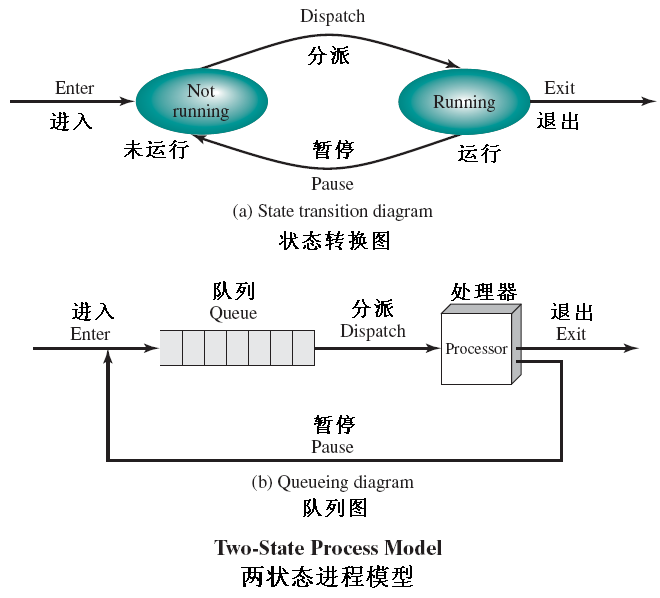 Dispatch
分派
Enter
进入
Not
running
未运行
Running
运行
Exit
退出
暂停
Pause
(a) State transition diagram
状态转换图
进入
Enter
队列
Queue
分派
Dispatch
处理器
Processor
退出
Exit
暂停
Pause
(b) Queueing diagram
队列图
Two-State Process Model
两状态进程模型